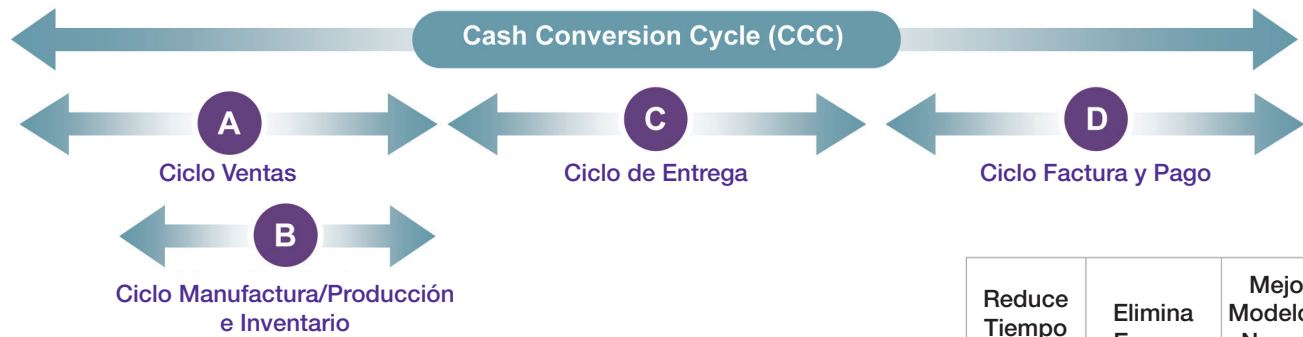 Cash Conversion Cycle (CCC)
A
C
D
Ciclo Ventas
Ciclo de Entrega
Ciclo Factura y Pago
B
Ciclo Manufactura/Producción
e Inventario
Reduce
Tiempo
Elimina